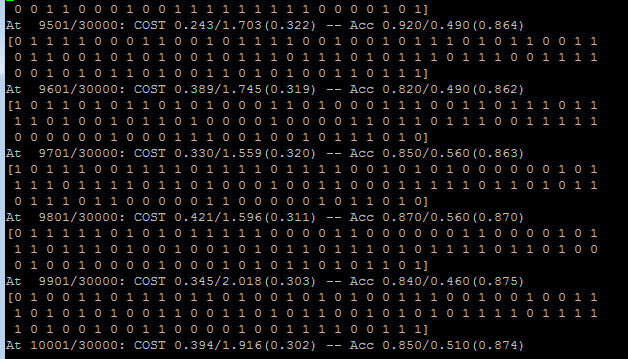 0 0 1 1 0 0 0 1 0 0 1 1 1 1 1 1 1 1 1 1 0 0 0 0 1 0 1]
At 9501/30000: COST 0.243/1.703(0.322) -- Acc 0.920/0.490(0.864)
[0 0 0 1 1 1 0 0 0 1 1 0 0 1 0 1 1 1 1 0 0 1 0 0 1 0 1 1 1 0 1 0 1 1 0 0 1 1
1 0 1 1 0 0 1 0 1 1 0 0 1 0 0 1 0 1 1 0 1 1 1 0 1 0 1 1 1 0 0 1 1 1 1
0 0 1 0 1 0 1 1 0 1 0 0 1 1 0 1 0 1 0 0 1 1 0 1 1 1]
At 9601/30000: COST 0.389/1.745(0.319) -- Acc 0.820/0.490(0.862)
[1 0 1 1 0 1 0 1 1 0 1 0 1 0 0 0 1 0 1 0 0 0 1 1 1 0 0 1 1 0 1 1 1 0 1 1
1 1 0 1 0 0 1 1 0 1 0 1 0 1 0 0 0 0 1 0 1 1 0 0 0 1 1 1 0 0 1 1 1 1 1
0 0 0 0 0 0 1 0 0 0 1 1 1 0 0 1 0 0 1 0 1 1 1 0 1 0]
At 9701/30000: COST 0.330/1.559(0.320) -- Acc 0.850/0.560(0.863)
[1 0 1 1 1 0 0 1 1 0 1 1 1 0 1 0 1 1 1 0 1 0 0 1 0 1 0 0 0 0 0 0 1 0 1
1 1 1 0 1 1 0 1 1 1 0 1 1 0 0 0 1 0 0 1 1 0 0 0 1 1 1 1 0 1 1 0 1 0 1 1
0 1 1 1 0 1 1 0 0 0 0 1 0 1 1 0 0 0 0 0 0 1 1 0 1 0]
At 9801/30000: COST 0.421/1.596(0.311) -- Acc 0.870/0.560(0.870)
[0 0 1 1 1 1 0 1 0 1 1 0 1 0 0 0 0 1 1 0 0 0 0 0 0 1 1 0 0 0 0 1 0 1
1 1 0 1 1 1 0 1 0 0 1 0 0 1 0 1 1 0 1 1 1 0 1 0 1 1 1 1 0 1 1 0 1 0 0
0 1 0 0 1 0 0 0 0 1 0 0 0 1 0 1 1 0 1 1 0 1 0 1 1 0 1]
At 9901/30000: COST 0.345/2.018(0.303) -- Acc 0.840/0.460(0.875)
[0 1 0 0 1 0 1 0 1 1 0 1 1 0 1 0 0 1 0 1 1 0 0 1 0 1 1 1 0 0 1 0 0 1 0 0 1 1
1 0 1 0 1 1 0 1 1 0 0 1 1 1 1 0 1 1 0 1 1 0 0 1 0 1 0 0 1 1 0 1 1 1 1
1 0 1 0 0 1 0 0 1 1 1 0 0 0 0 1 0 0 0 1 1 1 1 0 0 1]
At 10001/30000: COST 0.394/1.916(0.302) -- Acc 0.850/0.510(0.874)